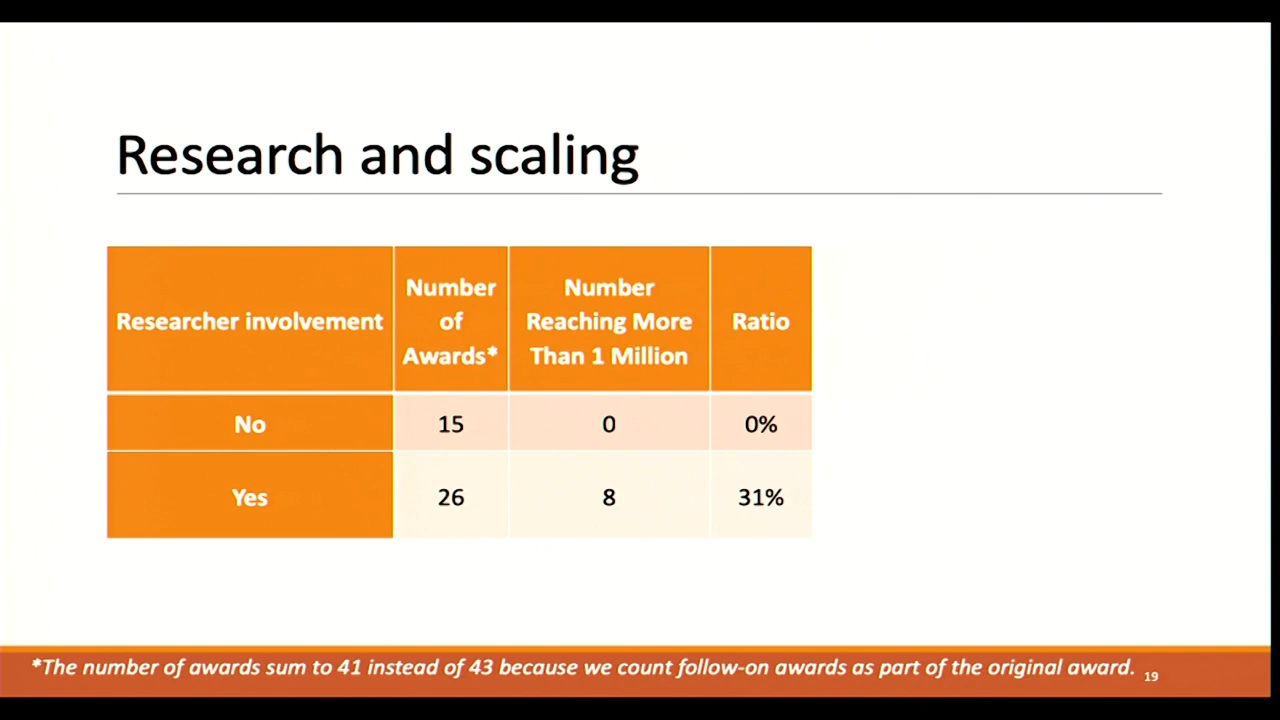 Research and scaling
Researcher involvement
Number
of
Awards*
Number
Reaching More
Than 1 Million
Ratio
No
15
0
0%
Yes
26
8
31%
*The number of awards sum to 41 instead of 43 because we count follow-on awards as part of the original award.
19